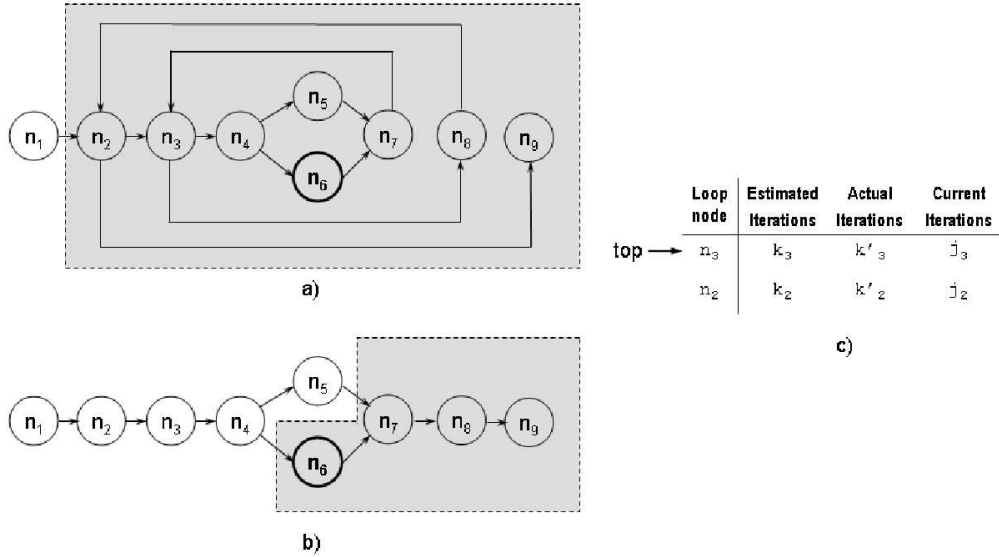 n5
n1 n2 n3 n4 n7 n8 n9
n6
a)
Loop node Estimated Iterations Actual Iterations Current Iterations
top n3 k3 k'3 j3
n2 k2 k'2 j2
c)
n5
n1 n2 n3 n4 n7 n8 n9
n6
b)